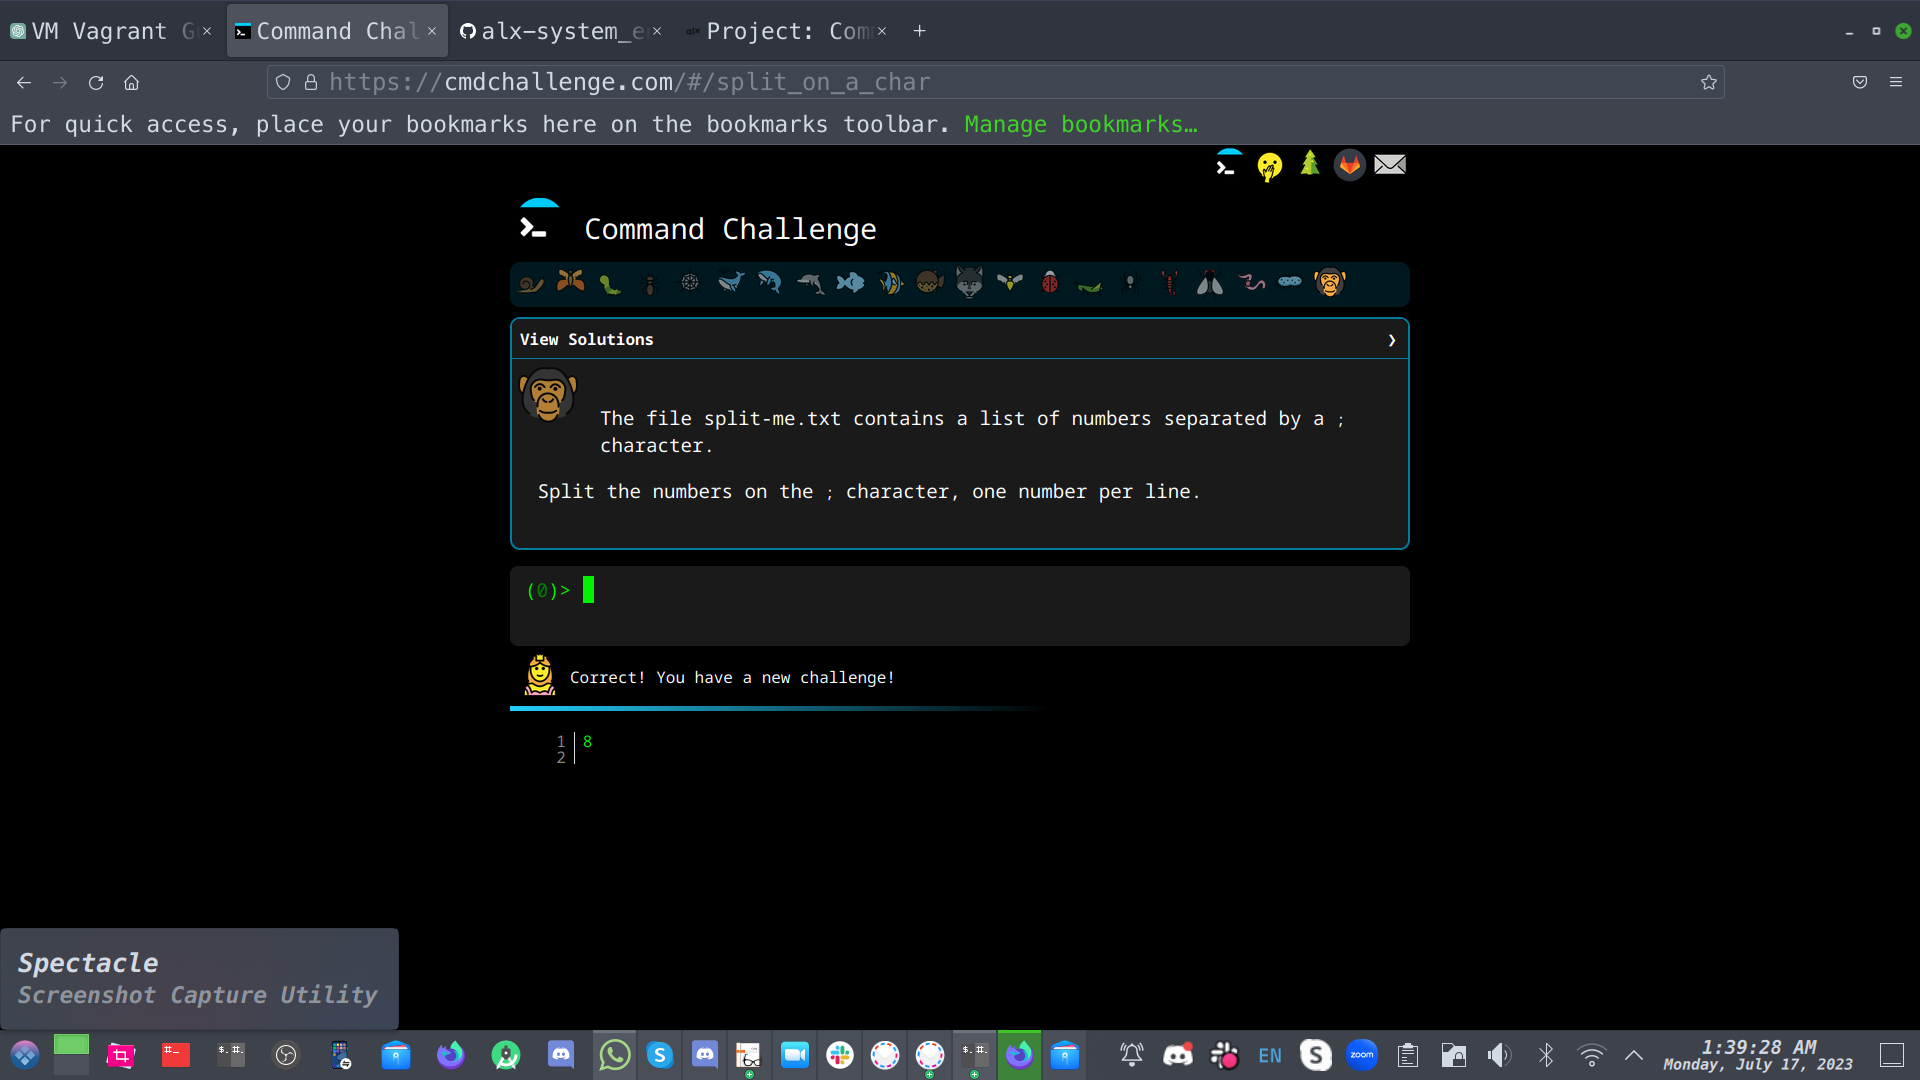 VM Vagrant G
Command Chal
alx-system_e
Project: Com
https://cmdchallenge.com/#/split_on_a_char
For quick access, place your bookmarks here on the bookmarks toolbar. Manage bookmarks…
Command Challenge
View Solutions
The file split-me.txt contains a list of numbers separated by a ;
character.
Split the numbers on the ; character, one number per line.
(0)>
Correct! You have a new challenge!
1 8
2
Spectacle
Screenshot Capture Utility
EN
zoom
1:39:28 AM
Monday, July 17, 2023